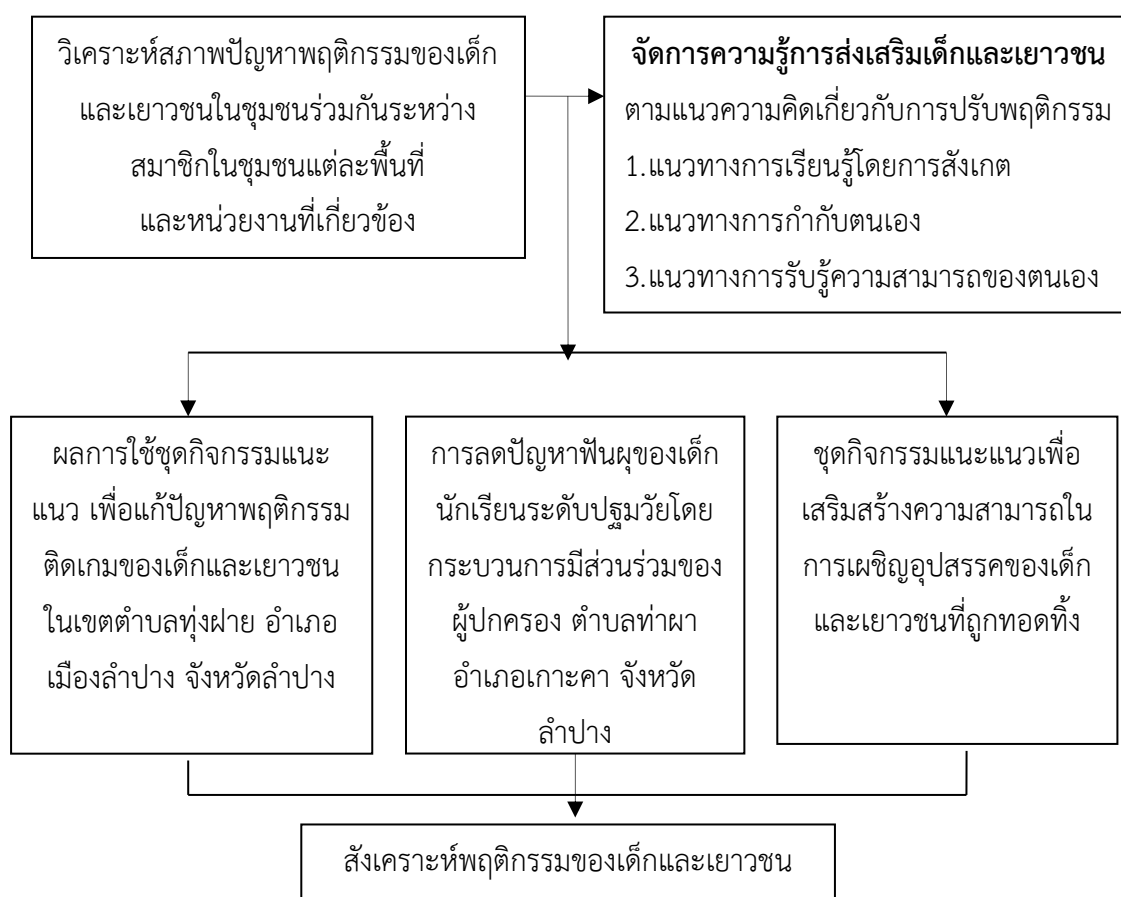 วิเคราะห์สภาพปัญหาพฤติกรรมของเด็ก
และเยาวชนในชุมชนร่วมกันระหว่าง
สมาชิกในชุมชนแต่ละพื้นที่
และหน่วยงานที่เกี่ยวข้อง
จัดการความรู้การส่งเสริมเด็กและเยาวชน
ตามแนวความคิดเกี่ยวกับการปรับพฤติกรรม
1.แนวทางการเรียนรู้โดยการสังเกต
2.แนวทางการกำกับตนเอง
3.แนวทางการรับรู้ความสามารถของตนเอง
ผลการใช้ชุดกิจกรรมแนะ
แนว เพื่อแก้ปัญหาพฤติกรรม
ติดเกมของเด็กและเยาวชน
ในเขตตำบลทุ่งฝาย อำเภอ
เมืองลำปาง จังหวัดลำปาง
การลดปัญหาฟันผุของเด็ก
นักเรียนระดับปฐมวัยโดย
กระบวนการมีส่วนร่วมของ
ผู้ปกครอง ตำบลท่าผา
อำเภอเกาะคา จังหวัด
ลำปาง
ชุดกิจกรรมแนะแนวเพื่อ
เสริมสร้างความสามารถใน
การเผชิญอุปสรรคของเด็ก
และเยาวชนที่ถูกทอดทิ้ง
สังเคราะห์พฤติกรรมของเด็กและเยาวชน